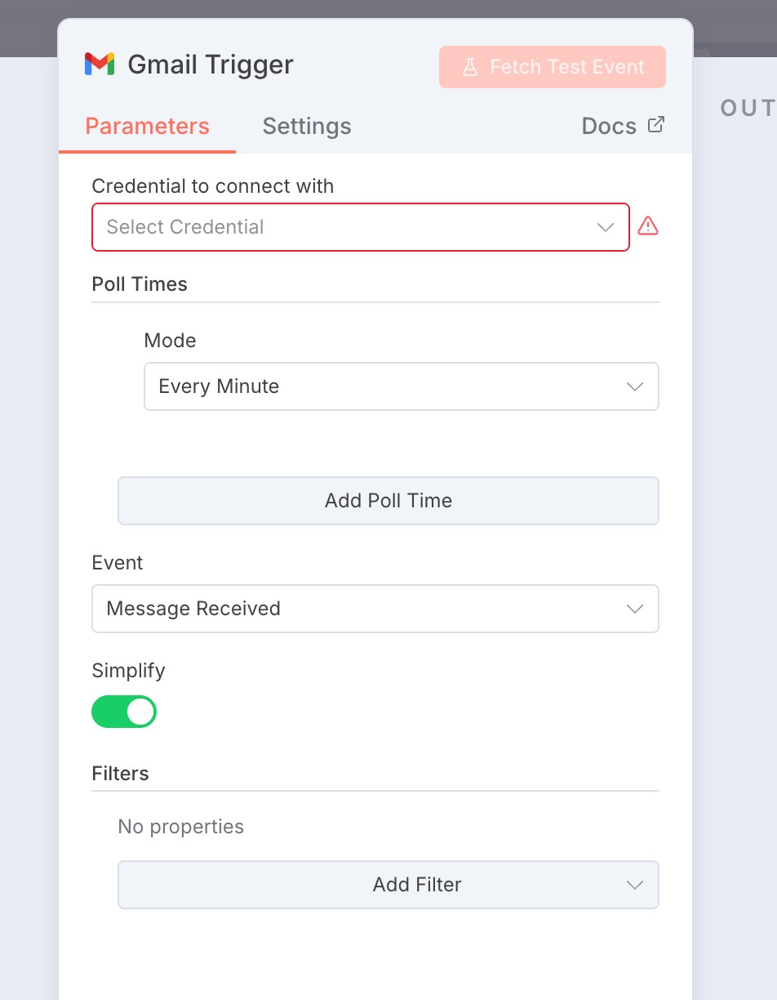 Gmail Trigger
Fetch Test Event
OUT
Parameters
Settings
Docs
Credential to connect with
Select Credential
Poll Times
Mode
Every Minute
Add Poll Time
Event
Message Received
Simplify
Filters
No properties
Add Filter